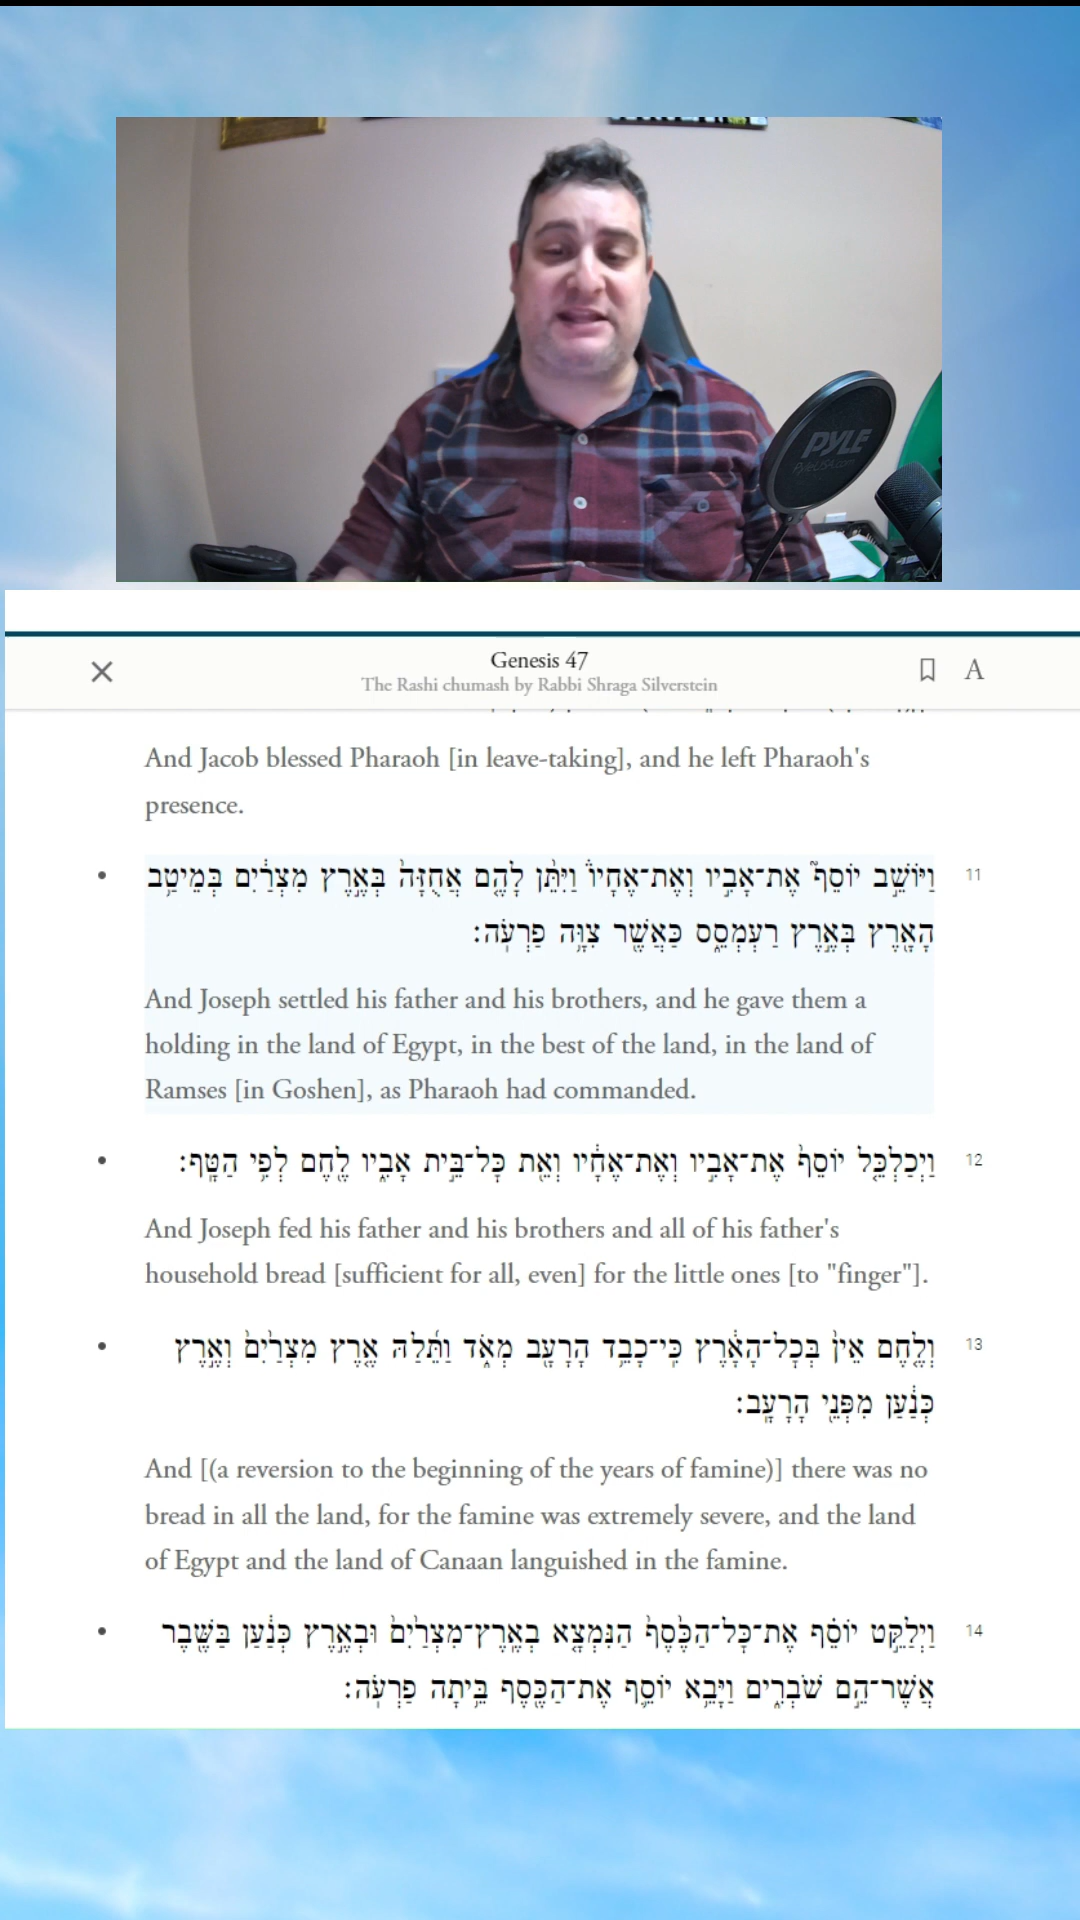 PYLE
PyleUSA.com
Genesis 47
A
The Rashi chumash by Rabbi Shraga Silverstein
And Jacob blessed Pharaoh [in leave-taking], and he left Pharaoh's
presence.
11
וַיּוֹשֵׁ֣ב יוֹסֵף֮ אֶת־אָבִ֣יו וְאֶת־אֶחָיו֒ וַיִּתֵּ֨ן לָהֶ֤ם אֲחֻזָּה֙ בְּאֶ֣רֶץ מִצְרַ֔יִם בְּמֵיטַ֥ב
הָאָ֖רֶץ בְּאֶ֣רֶץ רַעְמְסֵ֑ס כַּאֲשֶׁ֖ר צִוָּ֥ה פַרְעֹֽה׃
And Joseph settled his father and his brothers, and he gave them a
holding in the land of Egypt, in the best of the land, in the land of
Ramses [in Goshen], as Pharaoh had commanded.
12
וַיְכַלְכֵּ֤ל יוֹסֵף֙ אֶת־אָבִ֣יו וְאֶת־אֶחָ֔יו וְאֵ֖ת כׇּל־בֵּ֣ית אָבִ֑יו לֶ֖חֶם לְפִ֥י הַטָּֽף׃
And Joseph fed his father and his brothers and all of his father's
household bread [sufficient for all, even] for the little ones [to "finger"].
13
וְלֶ֤חֶם אֵין֙ בְּכׇל־הָאָ֔רֶץ כִּֽי־כָבֵ֥ד הָרָעָ֖ב מְאֹ֑ד וַתֵּ֜לַהּ אֶ֤רֶץ מִצְרַ֙יִם֙ וְאֶ֣רֶץ
כְּנַ֔עַן מִפְּנֵ֖י הָרָעָֽב׃
And [(a reversion to the beginning of the years of famine)] there was no
bread in all the land, for the famine was extremely severe, and the land
of Egypt and the land of Canaan languished in the famine.
14
וַיְלַקֵּ֣ט יוֹסֵ֗ף אֶת־כׇּל־הַכֶּ֙סֶף֙ הַנִּמְצָ֤א בְאֶֽרֶץ־מִצְרַ֙יִם֙ וּבְאֶ֣רֶץ כְּנַ֔עַן בַּשֶּׁ֖בֶר
אֲשֶׁר־הֵ֣ם שֹׁבְרִ֑ים וַיָּבֵ֥א יוֹסֵ֛ף אֶת־הַכֶּ֖סֶף בֵּ֥יתָה פַרְעֹֽה׃